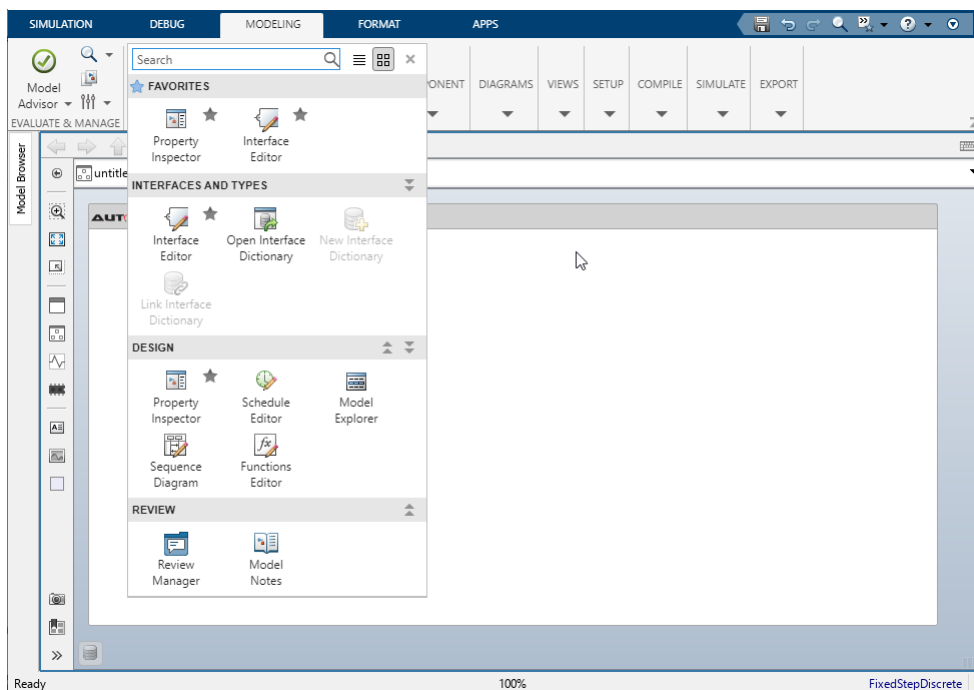 SIMULATION DEBUG MODELING FORMAT APPS
Search
Model
Advisor
EVALUATE & MANAGE
FAVORITES
Property
Inspector
Interface
Editor
INTERFACES AND TYPES
Interface
Editor
Open Interface
Dictionary
New Interface
Dictionary
Link Interface
Dictionary
DESIGN
Property
Inspector
Schedule
Editor
Model
Explorer
Sequence
Diagram
Functions
Editor
REVIEW
Review
Manager
Model
Notes
PONENT DIAGRAMS VIEWS SETUP COMPILE SIMULATE EXPORT
Model Browser
untitle
AUT
Ready 100% FixedStepDiscrete